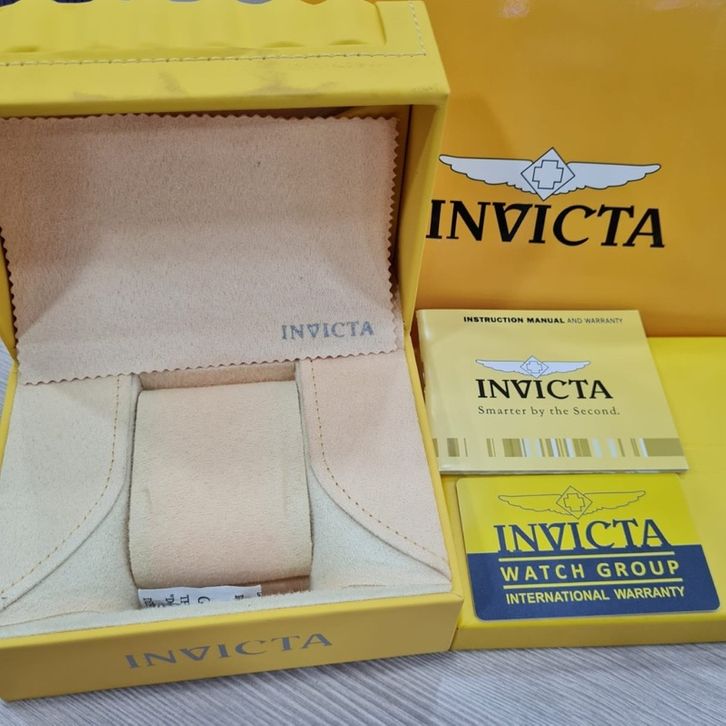 INVICTA
INVICTA
INSTRUCTION MANUAL AND WARRANTY
INVICTA
Smarter by the Second.
INVICTA
WATCH GROUP
INTERNATIONAL WARRANTY
INVICTA